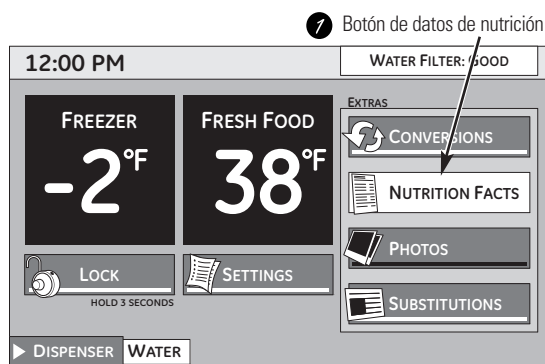 1 Botón de datos de nutrición
12:00 PM
WATER FILTER: GOOD
EXTRAS
FREEZER
-2°F
FRESH FOOD
38°F
CONVERSIONS
NUTRITION FACTS
PHOTOS
SUBSTITUTIONS
LOCK
HOLD 3 SECONDS
SETTINGS
DISPENSER WATER